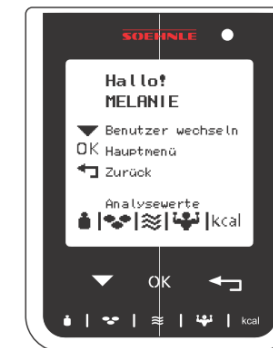 SOEHNLE
Hallo!
MELANIE
Benutzer wechseln
OK Hauptmenü
Zurück
Analysewerte
kcal
OK
kcal